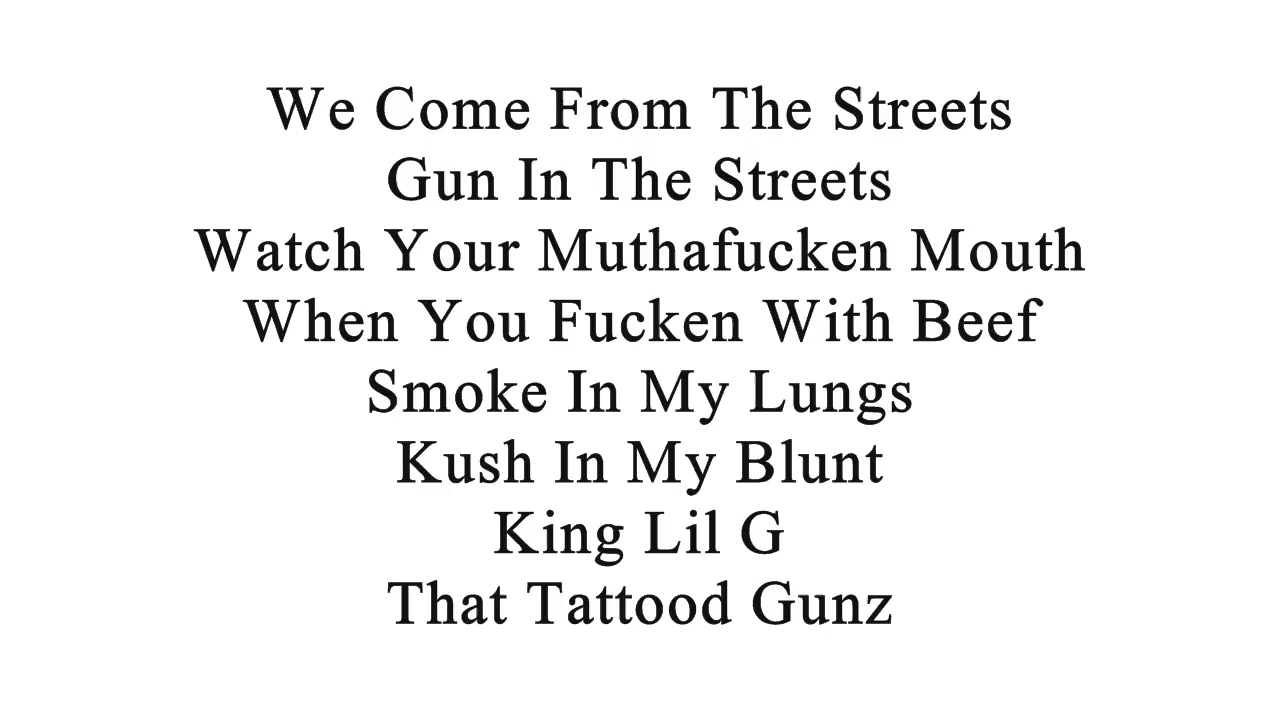 We Come From The Streets
Gun In The Streets
Watch Your Muthafucken Mouth
When You Fucken With Beef
Smoke In My Lungs
Kush In My Blunt
King Lil G
That Tattood Gunz